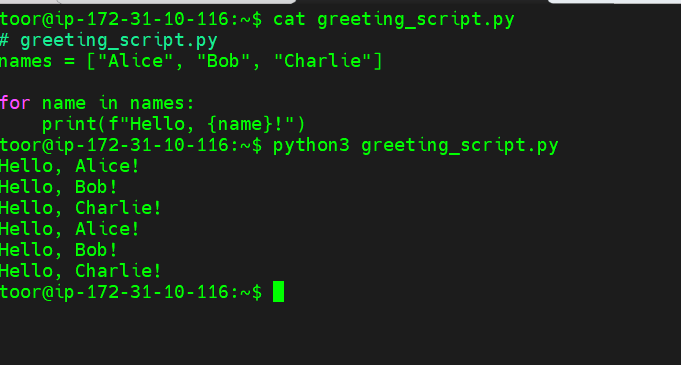 toor@ip-172-31-10-116:~$ cat greeting_script.py
# greeting_script.py
names = ["Alice", "Bob", "Charlie"]

for name in names:
    print(f"Hello, {name}!")
toor@ip-172-31-10-116:~$ python3 greeting_script.py
Hello, Alice!
Hello, Bob!
Hello, Charlie!
Hello, Alice!
Hello, Bob!
Hello, Charlie!
toor@ip-172-31-10-116:~$